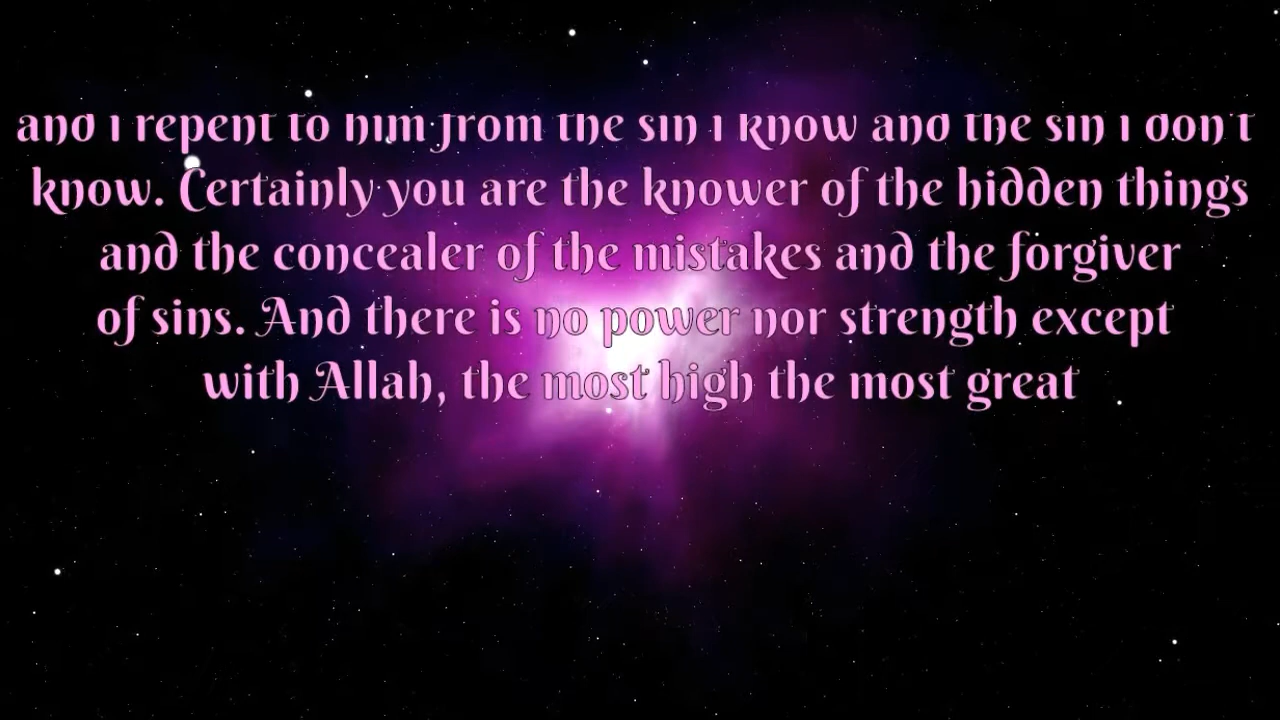 and i repent to him from the sin i know and the sin i don't
know. Certainly you are the knower of the hidden things
and the concealer of the mistakes and the forgiver
of sins. And there is no power nor strength except
with Allah, the most high the most great